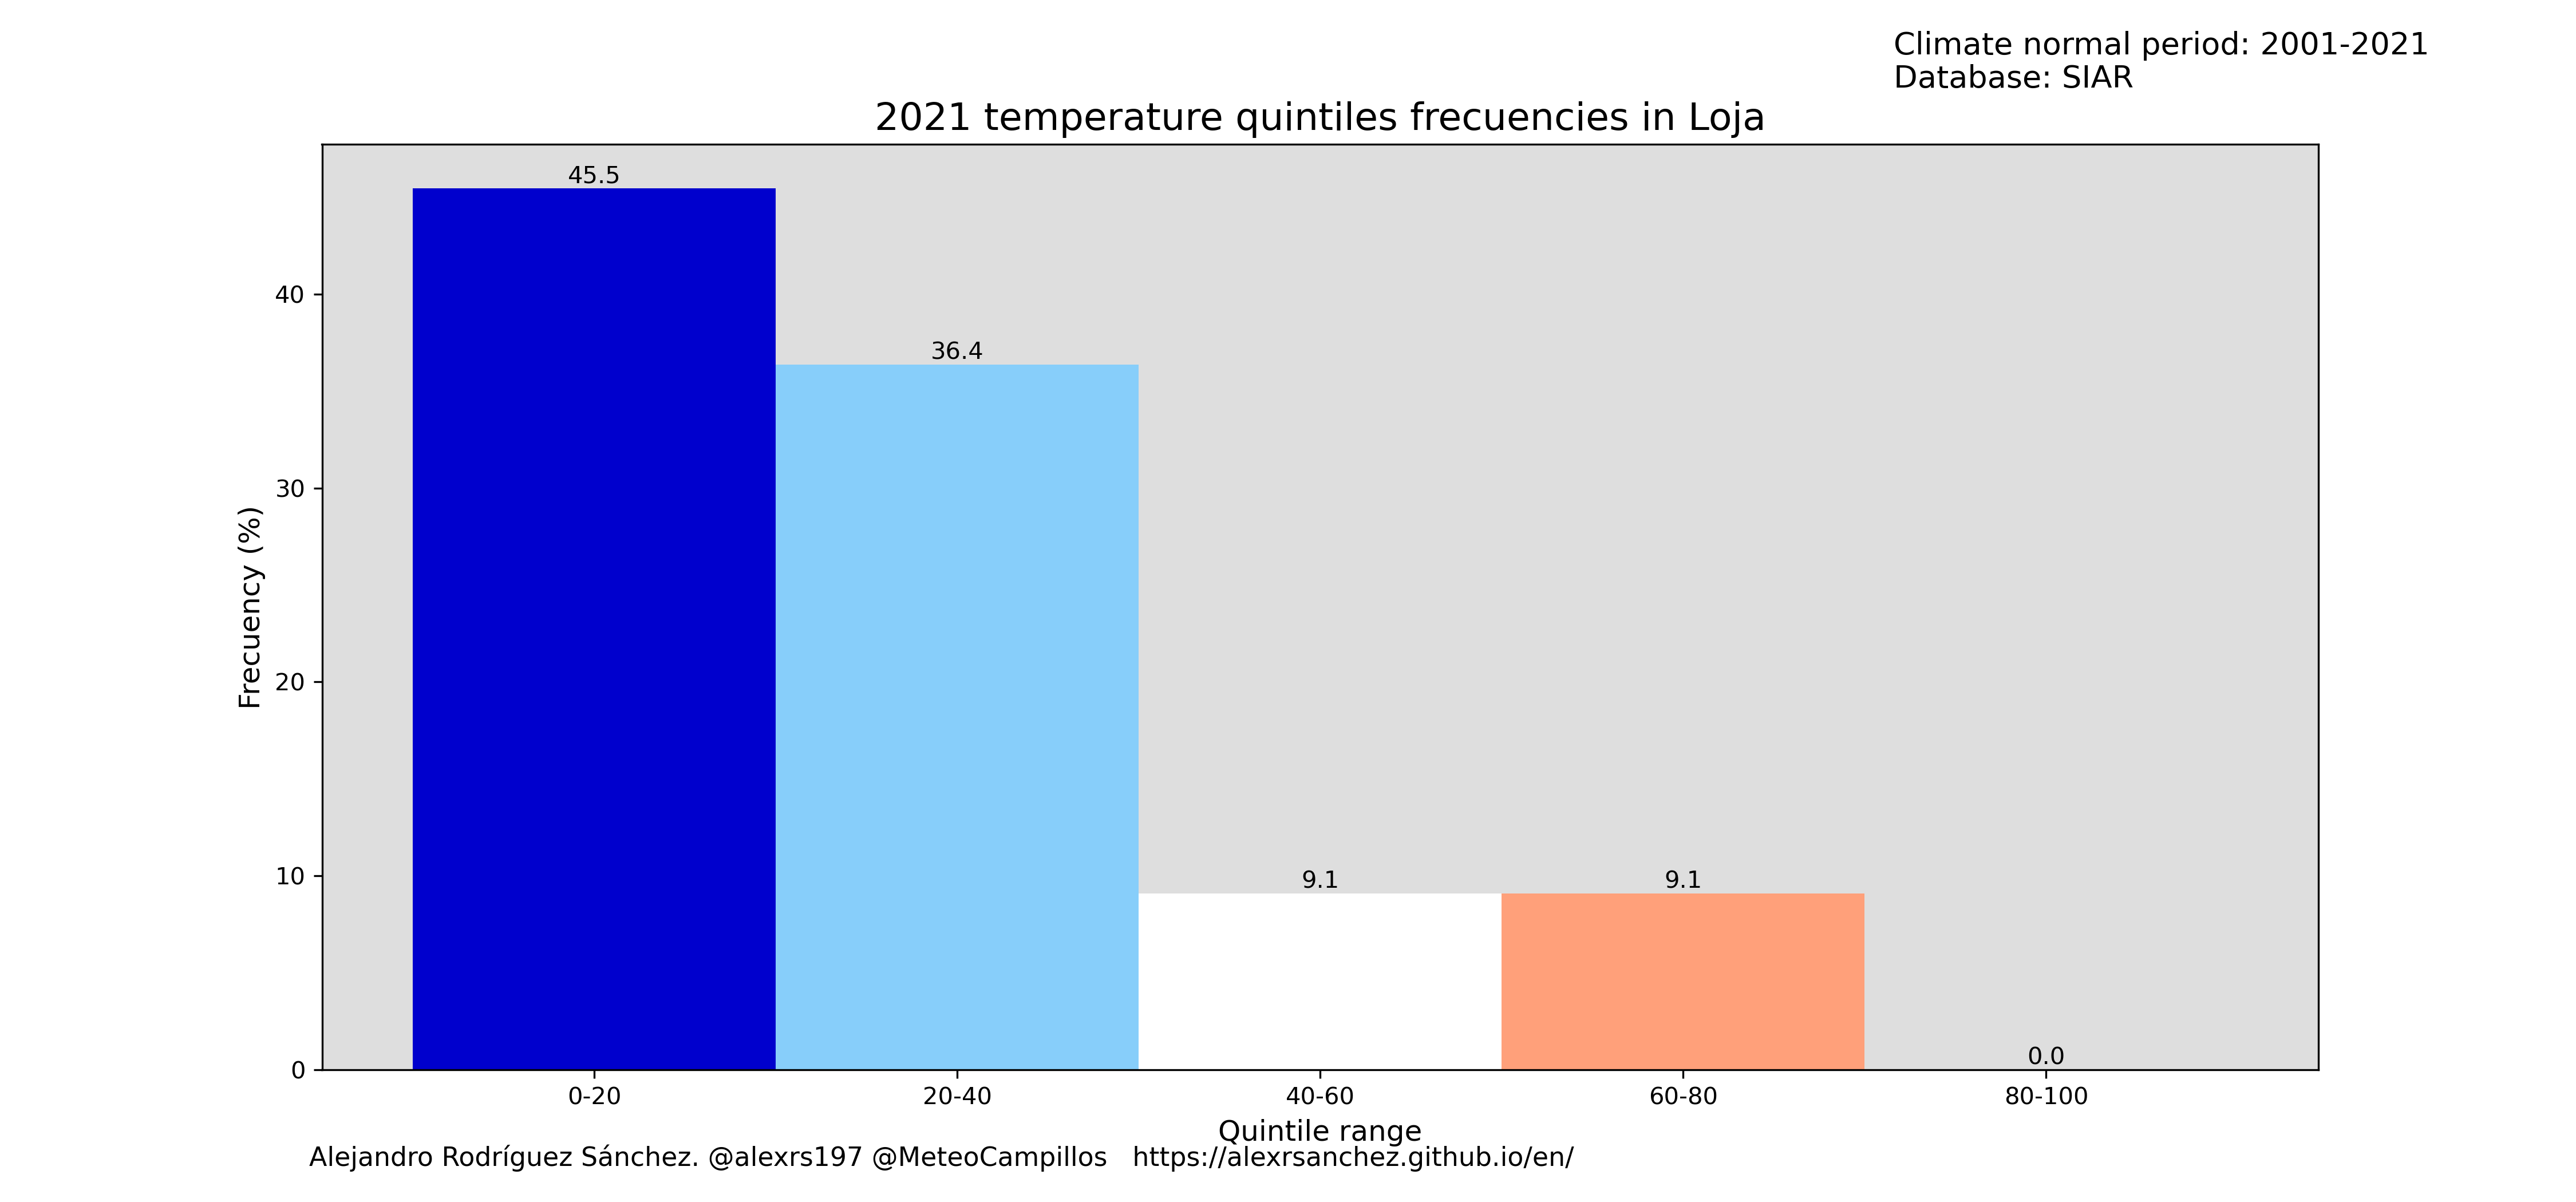 Climate normal period: 2001-2021
Database: SIAR
2021 temperature quintiles frecuencies in Loja
45.5
36.4
9.1
9.1
0.0
40
30
20
10
0
Frecuency (%)
0-20
20-40
40-60
60-80
80-100
Quintile range
Alejandro Rodríguez Sánchez. @alexrs197 @MeteoCampillos   https://alexrsanchez.github.io/en/